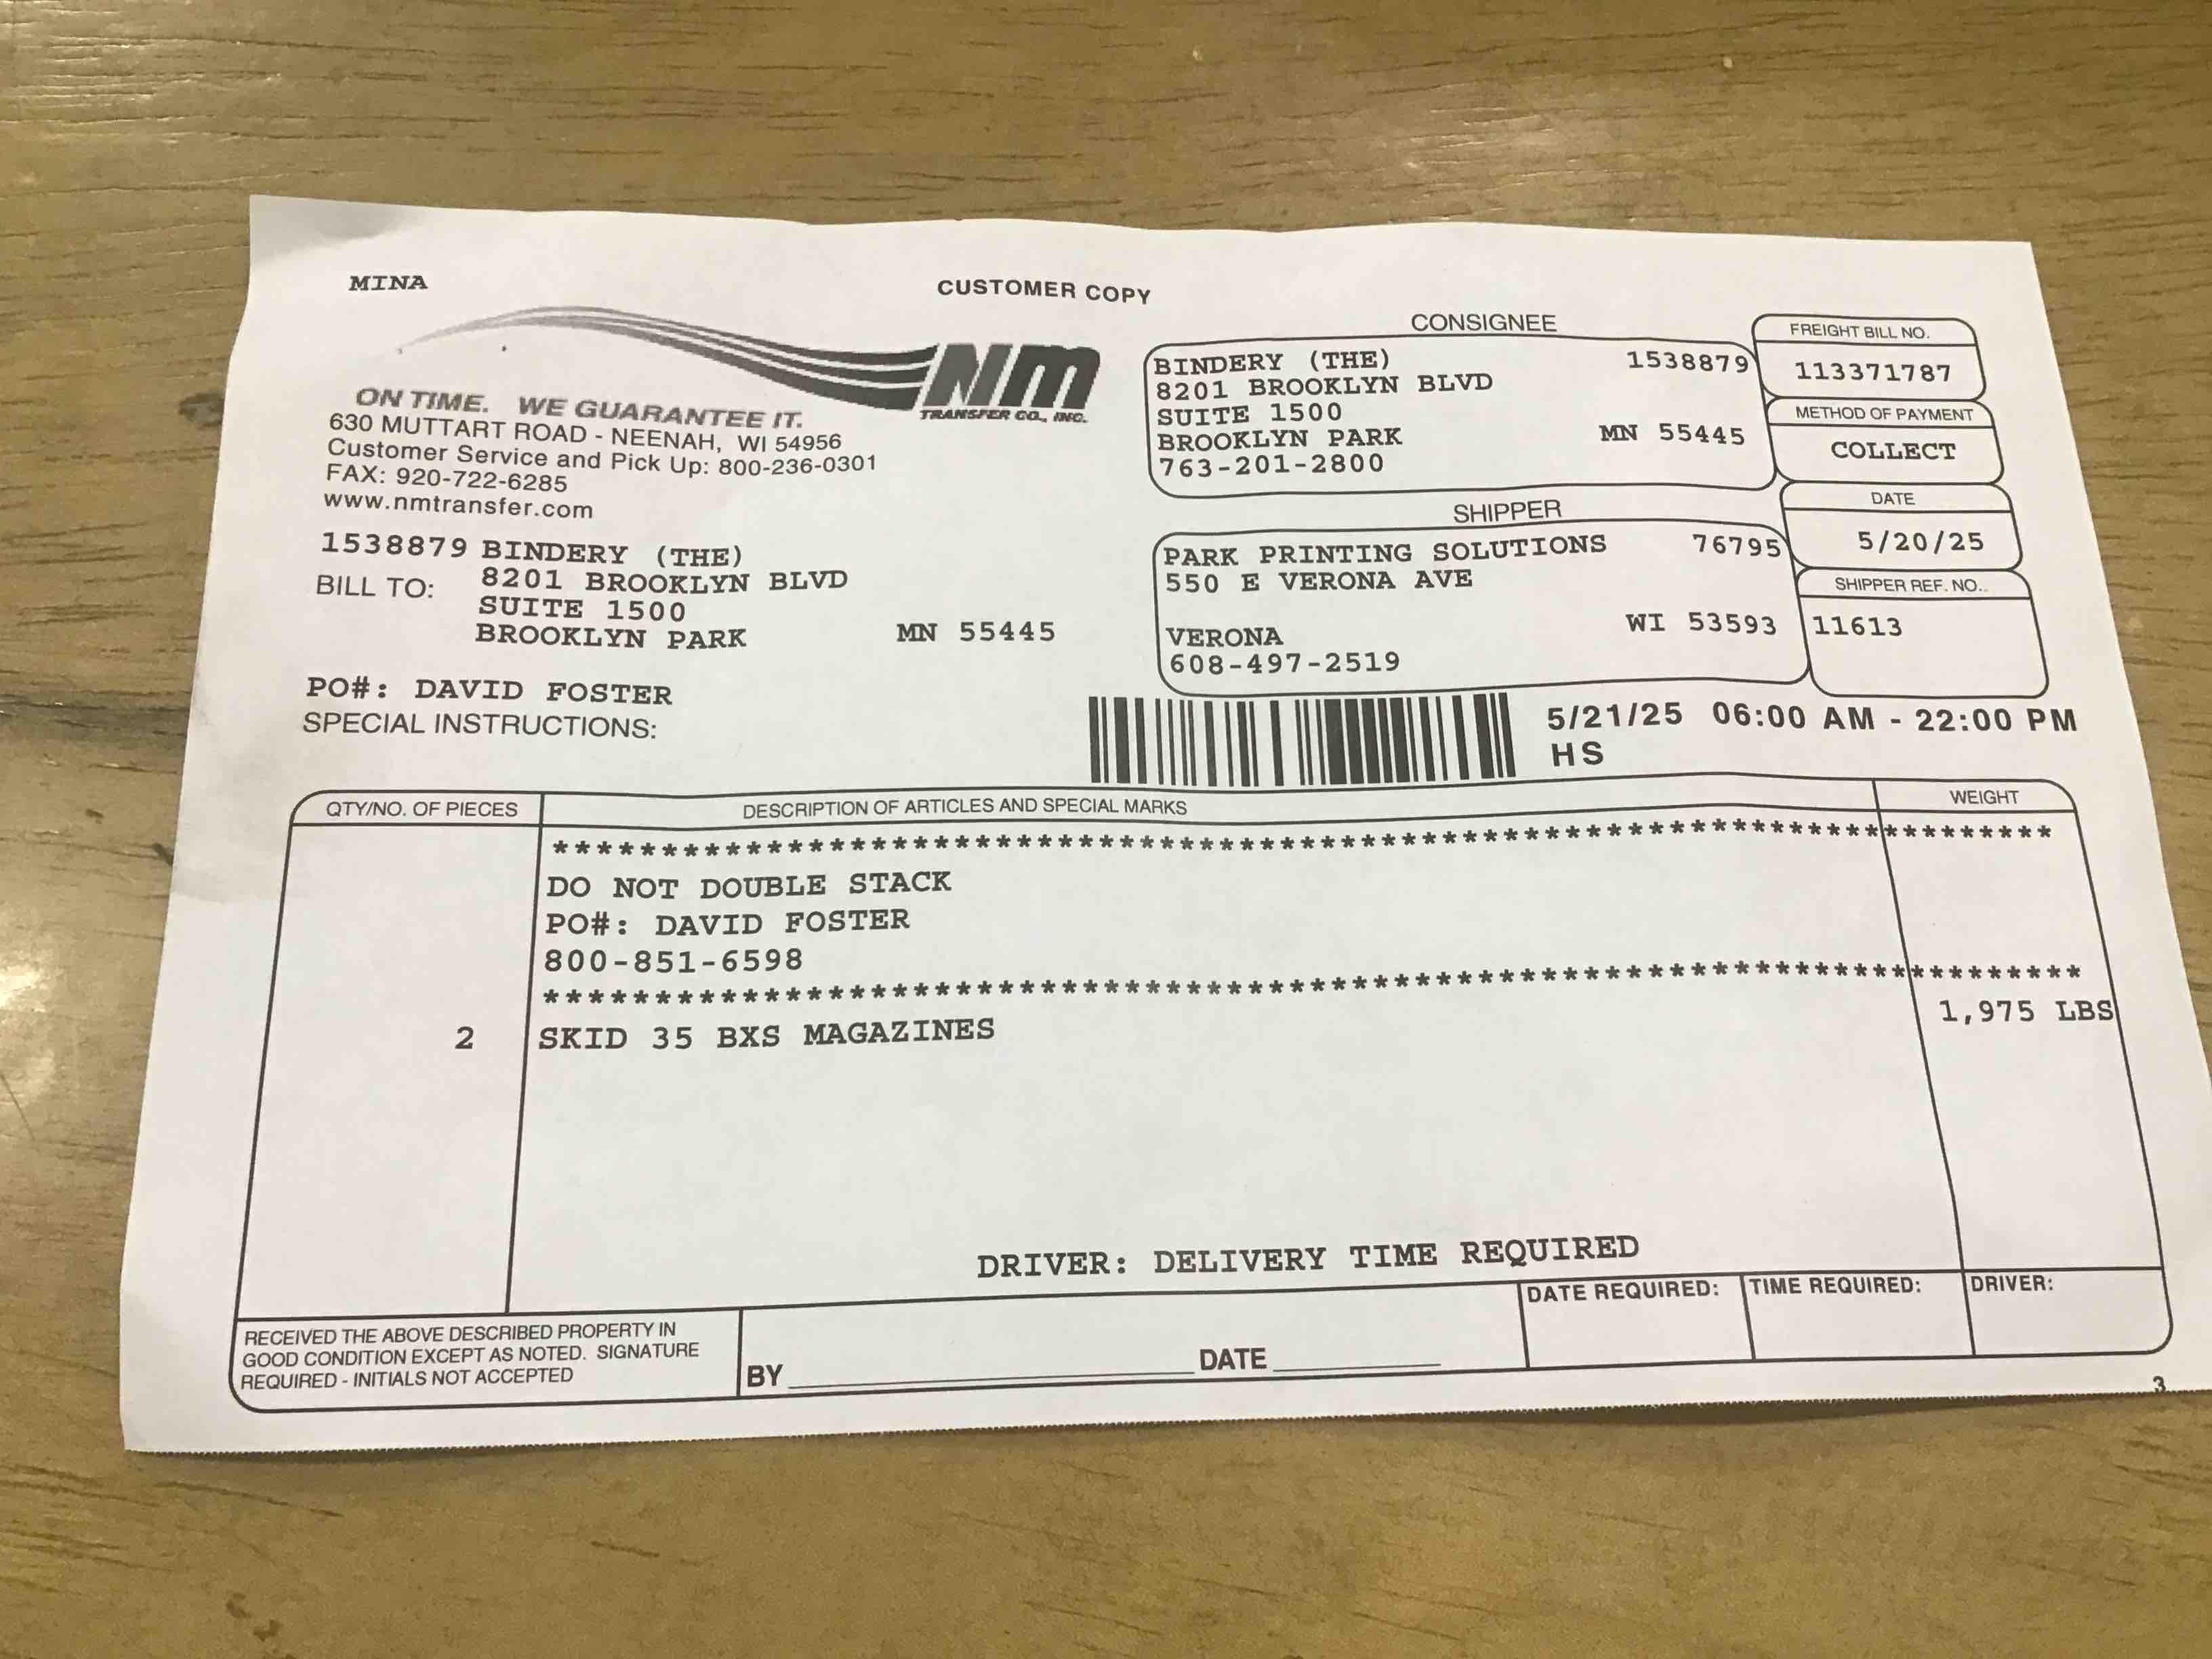 MINA
CUSTOMER COPY
NM
TRANSFER CO., INC.
ON TIME. WE GUARANTEE IT.
630 MUTTART ROAD - NEENAH, WI 54956
Customer Service and Pick Up: 800-236-0301
FAX: 920-722-6285
www.nmtransfer.com
CONSIGNEE
BINDERY (THE) 1538879
8201 BROOKLYN BLVD
SUITE 1500
BROOKLYN PARK MN 55445
763-201-2800
FREIGHT BILL NO.
113371787
METHOD OF PAYMENT
COLLECT
DATE
5/20/25
SHIPPER REF. NO..
11613
SHIPPER
PARK PRINTING SOLUTIONS 76795
550 E VERONA AVE
VERONA WI 53593
608-497-2519
1538879 BINDERY (THE)
BILL TO: 8201 BROOKLYN BLVD
SUITE 1500
BROOKLYN PARK MN 55445
PO#: DAVID FOSTER
SPECIAL INSTRUCTIONS:
5/21/25 06:00 AM - 22:00 PM
HS
QTY/NO. OF PIECES DESCRIPTION OF ARTICLES AND SPECIAL MARKS WEIGHT
*************************************************************************
DO NOT DOUBLE STACK
PO#: DAVID FOSTER
800-851-6598
*************************************************************************
2 SKID 35 BXS MAGAZINES 1,975 LBS
DRIVER: DELIVERY TIME REQUIRED
RECEIVED THE ABOVE DESCRIBED PROPERTY IN
GOOD CONDITION EXCEPT AS NOTED. SIGNATURE
REQUIRED - INITIALS NOT ACCEPTED
BY DATE
DATE REQUIRED: TIME REQUIRED: DRIVER:
3